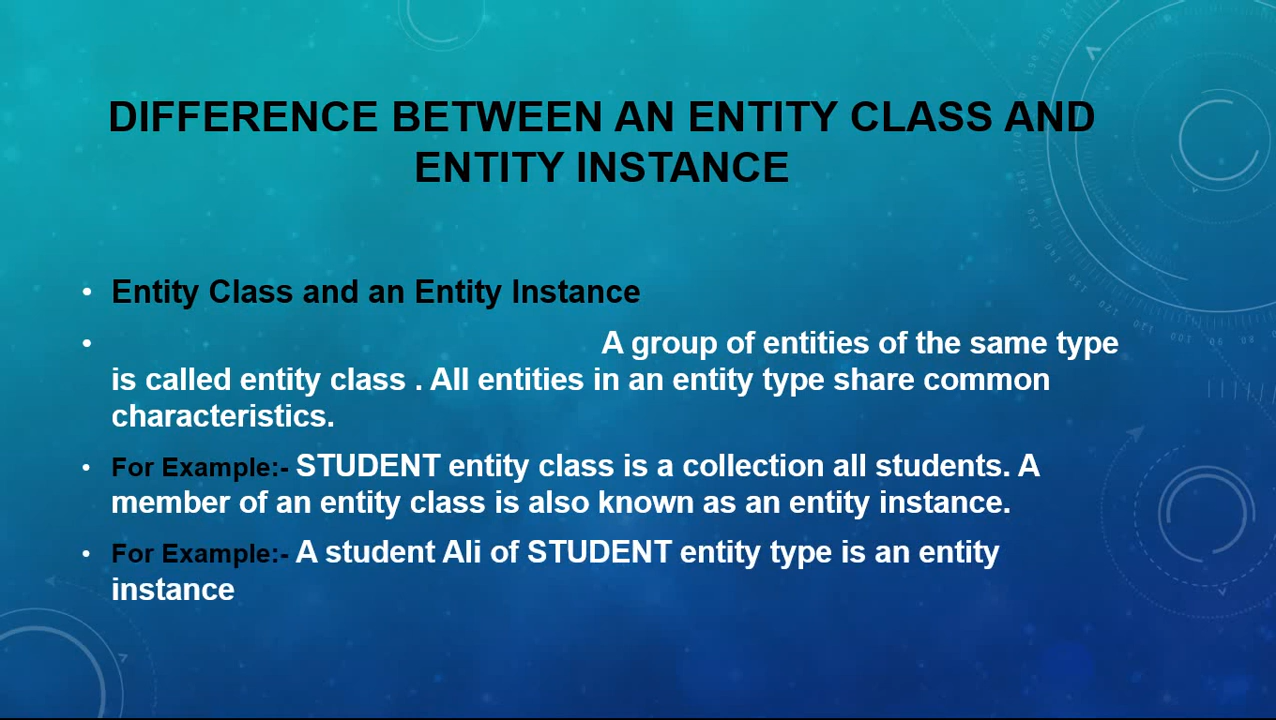 DIFFERENCE BETWEEN AN ENTITY CLASS AND
ENTITY INSTANCE
• Entity Class and an Entity Instance
• A group of entities of the same type
is called entity class . All entities in an entity type share common
characteristics.
• For Example:- STUDENT entity class is a collection all students. A
member of an entity class is also known as an entity instance.
• For Example:- A student Ali of STUDENT entity type is an entity
instance